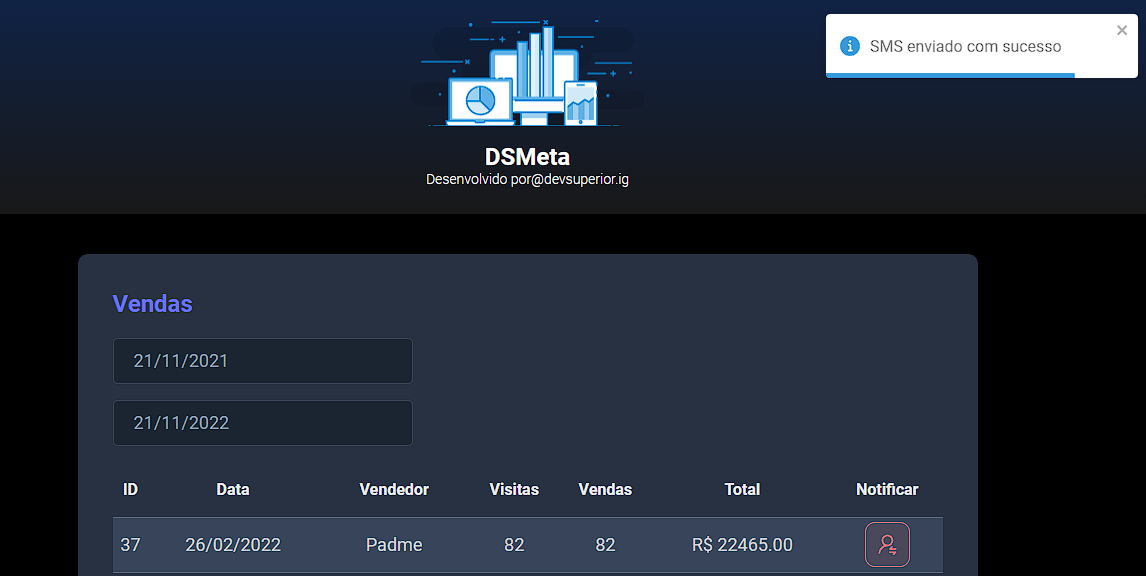 SMS enviado com sucesso
DSMeta
Desenvolvido por@devsuperior.ig
Vendas
21/11/2021
21/11/2022
ID Data Vendedor Visitas Vendas Total Notificar
37 26/02/2022 Padme 82 82 R$ 22465.00